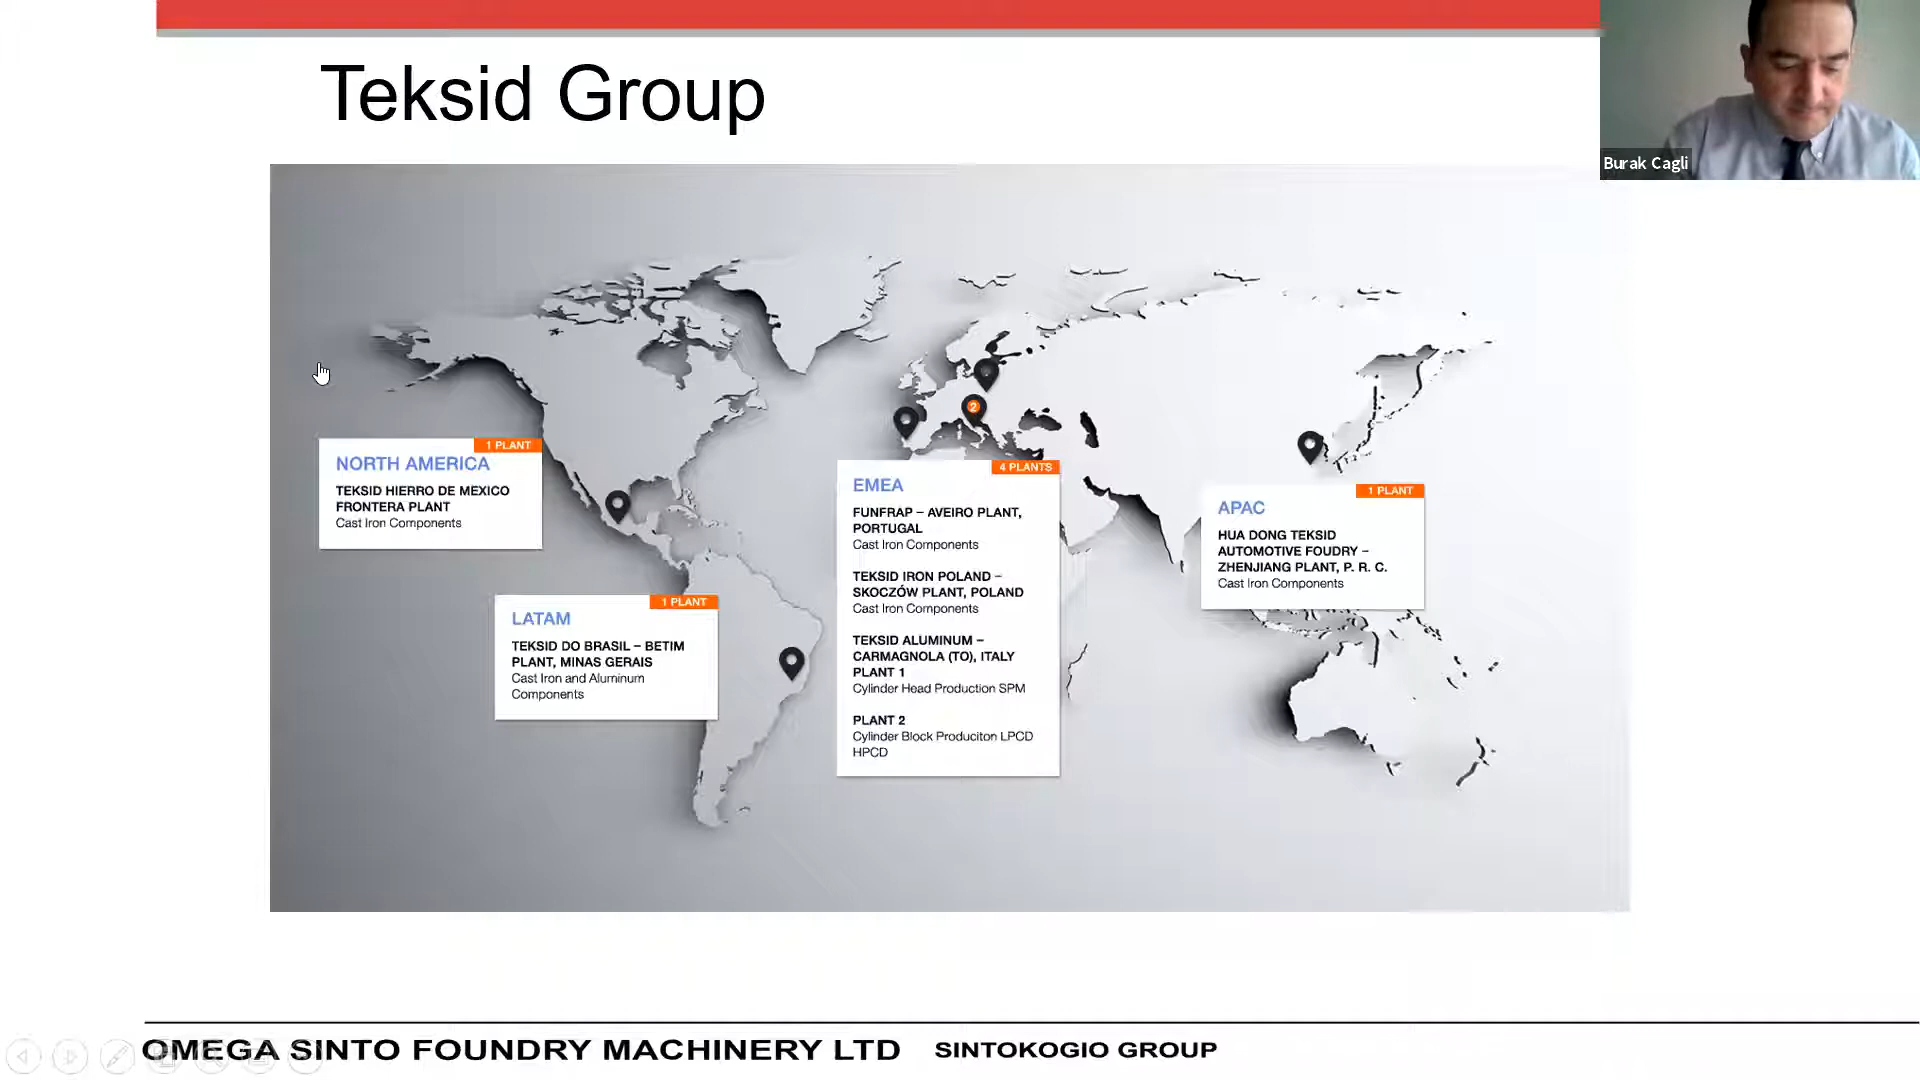 Teksid Group
Burak Cagli
1 PLANT
NORTH AMERICA
TEKSID HIERRO DE MEXICO
FRONTERA PLANT
Cast Iron Components
1 PLANT
LATAM
TEKSID DO BRASIL – BETIM
PLANT, MINAS GERAIS
Cast Iron and Aluminum
Components
2
4 PLANTS
EMEA
FUNFRAP – AVEIRO PLANT,
PORTUGAL
Cast Iron Components
TEKSID IRON POLAND –
SKOCZÓW PLANT, POLAND
Cast Iron Components
TEKSID ALUMINUM –
CARMAGNOLA (TO), ITALY
PLANT 1
Cylinder Head Production SPM
PLANT 2
Cylinder Block Produciton LPCD
HPCD
1 PLANT
APAC
HUA DONG TEKSID
AUTOMOTIVE FOUDRY –
ZHENJIANG PLANT, P. R. C.
Cast Iron Components
OMEGA SINTO FOUNDRY MACHINERY LTD SINTOKOGIO GROUP